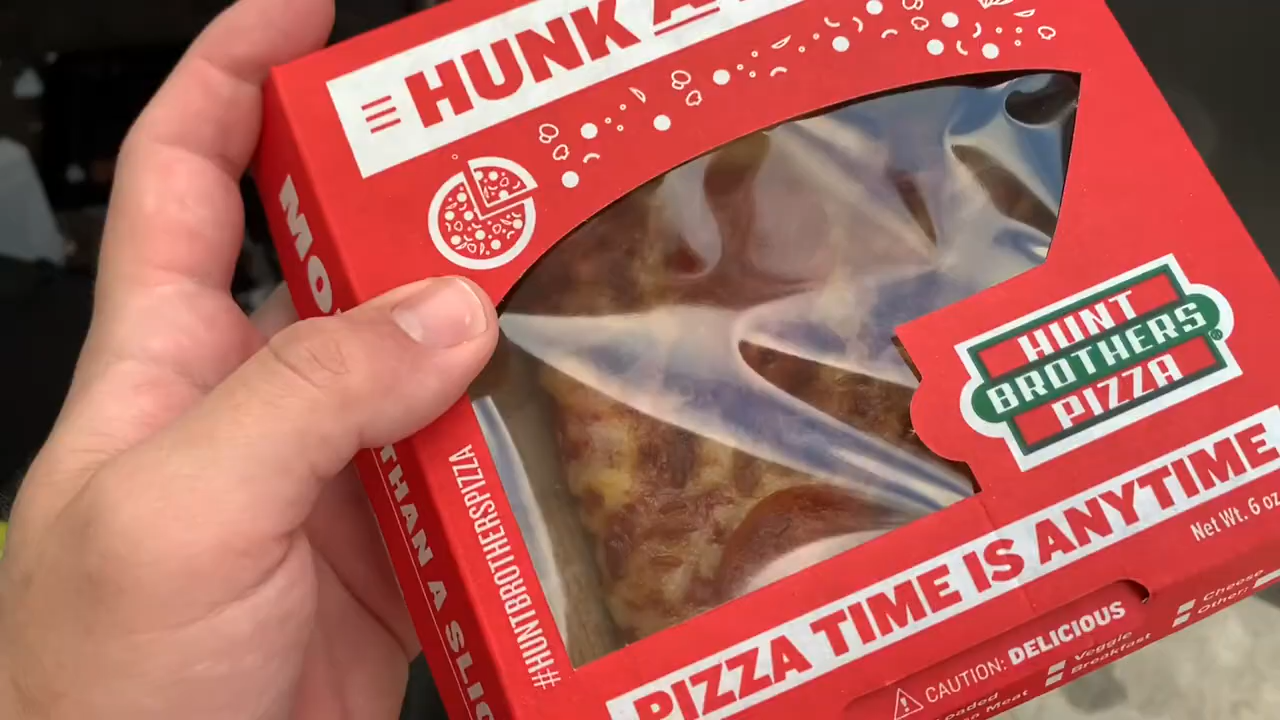 HUNK A
HUNT
BROTHERS®
PIZZA
PIZZA TIME IS ANYTIME
Net Wt. 6 oz
CAUTION: DELICIOUS
Cheese
Other:
Veggie
Breakfast
Meat
#HUNTBROTHERSPIZZA
THAN A